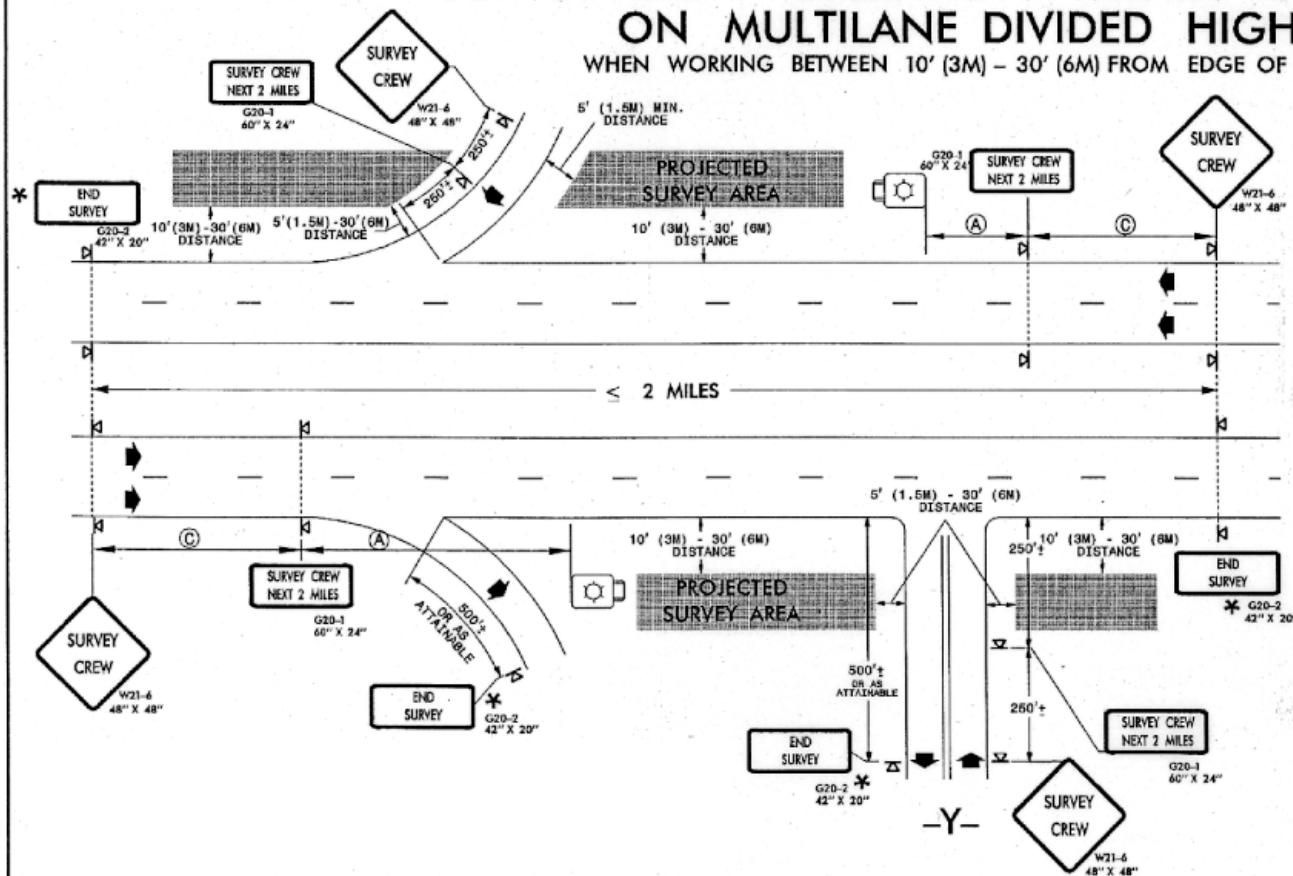 ON MULTILANE DIVIDED HIGH
WHEN WORKING BETWEEN 10' (3M) – 30' (6M) FROM EDGE OF
SURVEY
CREW
W21-6
48" X 48"
SURVEY CREW
NEXT 2 MILES
G20-1
60" X 24"
250'±
250'±
5' (1.5M) MIN.
DISTANCE
PROJECTED
SURVEY AREA
G20-1
60" X 24"
SURVEY CREW
NEXT 2 MILES
SURVEY
CREW
W21-6
48" X 48"
*
END
SURVEY
G20-2
42" X 20"
10'(3M)-30'(6M)
DISTANCE
5'(1.5M)-30'(6M)
DISTANCE
10' (3M) - 30' (6M)
DISTANCE
A
C
≤ 2 MILES
C
A
SURVEY CREW
NEXT 2 MILES
G20-1
60" X 24"
SURVEY
CREW
W21-6
48" X 48"
500'±
OR AS
ATTAINABLE
END
SURVEY
*
G20-2
42" X 20"
10' (3M) - 30' (6M)
DISTANCE
PROJECTED
SURVEY AREA
5' (1.5M) - 30' (6M)
DISTANCE
500'±
OR AS
ATTAINABLE
250'±
10' (3M) - 30' (6M)
DISTANCE
END
SURVEY
* G20-2
42" X 20"
250'±
SURVEY CREW
NEXT 2 MILES
G20-1
60" X 24"
END
SURVEY
G20-2 *
42" X 20"
–Y–
SURVEY
CREW
W21-6
48" X 48"